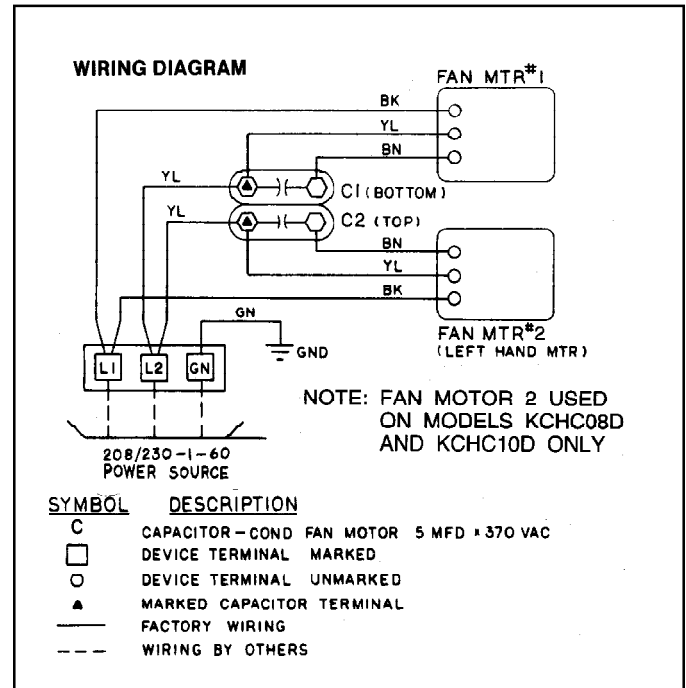 WIRING DIAGRAM
FAN MTR#1
BK
YL
BN
YL
C1 (BOTTOM)
YL
C2 (TOP)
BN
YL
BK
GN
GND
FAN MTR#2
(LEFT HAND MTR)
L1 L2 GN
NOTE: FAN MOTOR 2 USED
ON MODELS KCHC08D
AND KCHC10D ONLY
208/230-1-60
POWER SOURCE
SYMBOL DESCRIPTION
C CAPACITOR-COND FAN MOTOR 5 MFD x 370 VAC
DEVICE TERMINAL MARKED
DEVICE TERMINAL UNMARKED
MARKED CAPACITOR TERMINAL
FACTORY WIRING
WIRING BY OTHERS